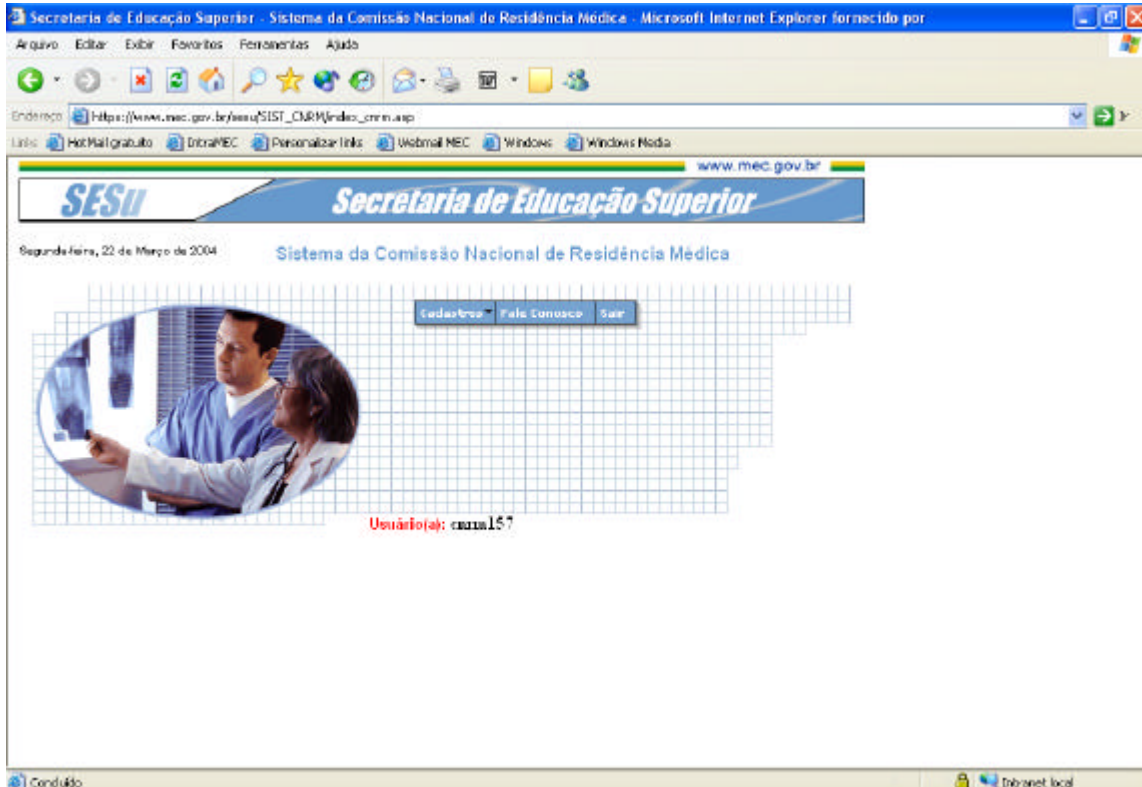 Secretaria de Educação Superior - Sistema da Comissão Nacional de Residência Médica - Microsoft Internet Explorer fornecido por
Arquivo Editar Exibir Favoritos Ferramentas Ajuda
Endereço https://www.mec.gov.br/sesu/SIST_CNRM/index_cnrm.asp
Links HotMail gratuito IntraMEC Personalizar links Webmail MEC Windows Windows Media
www.mec.gov.br
SESu Secretaria de Educação Superior
Segunda-feira, 22 de Março de 2004 Sistema da Comissão Nacional de Residência Médica
Cadastros Fale Conosco Sair
Usuário(a): cnrm157
Concluído Intranet local